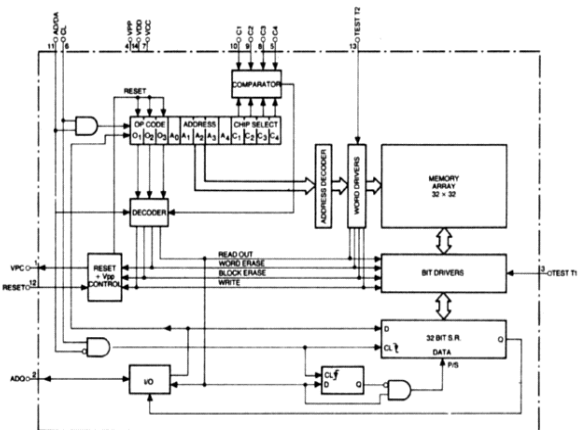 AD/DA CL VPP VDD VCC C1 C2 C3 C4 TEST T2
11 6 4 14 7 10 9 8 5 13
COMPARATOR
RESET
OP CODE ADDRESS CHIP SELECT
O1 O2 O3 A0 A1 A2 A3 A4 C1 C2 C3 C4
ADDRESS DECODER
WORD DRIVERS
MEMORY
ARRAY
32 × 32
DECODER
READ OUT
WORD ERASE
BLOCK ERASE
WRITE
VPC 1
RESET 12
RESET
+ Vpp
CONTROL
BIT DRIVERS
3 TEST T1
D 32 BIT S.R. Q
CL
DATA
P/S
ADQ 2
I/O
CL
D Q